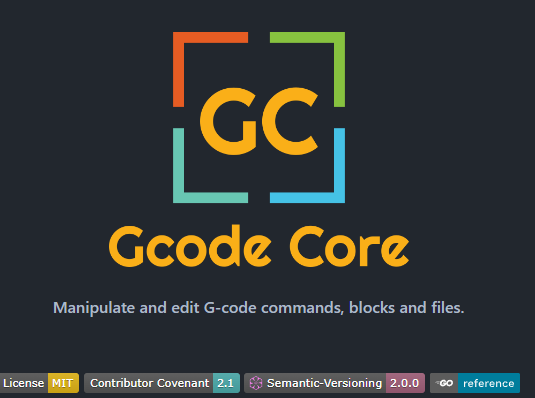 GC
Gcode Core
Manipulate and edit G-code commands, blocks and files.
License MIT Contributor Covenant 2.1 Semantic-Versioning 2.0.0 GO reference